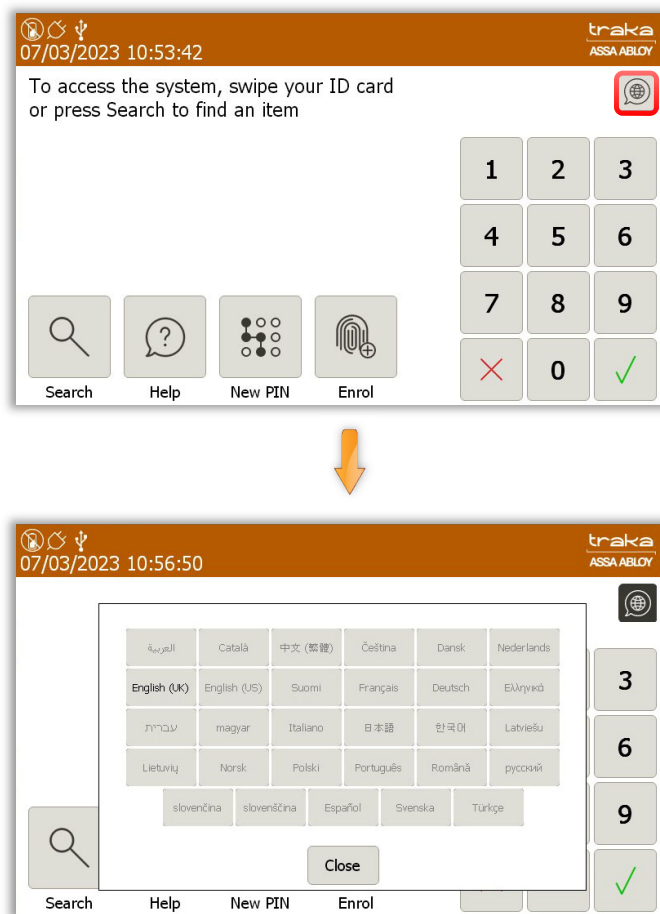 07/03/2023 10:53:42
traka
ASSA ABLOY
To access the system, swipe your ID card
or press Search to find an item
1 2 3
4 5 6
7 8 9
0
Search Help New PIN Enrol
07/03/2023 10:56:50
traka
ASSA ABLOY
العربية Català 中文 (繁體) Čeština Dansk Nederlands
English (UK) English (US) Suomi Français Deutsch Ελληνικά
עברית magyar Italiano 日本語 한국어 Latviešu
Lietuvių Norsk Polski Português Română русский
slovenčina slovenščina Español Svenska Türkçe
Close
3
6
9
Search Help New PIN Enrol